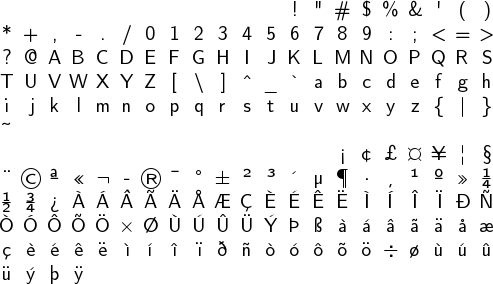 ! " # $ % & ' ( )
* + , - . / 0 1 2 3 4 5 6 7 8 9 : ; < = >
? @ A B C D E F G H I J K L M N O P Q R S
T U V W X Y Z [ \ ] ^ _ ` a b c d e f g h
i j k l m n o p q r s t u v w x y z { | }
~
¡ ¢ £ ¤ ¥ ¦ §
¨ © ª « ¬ - ® ¯ ° ± ² ³ ´ µ ¶ · ¸ ¹ º » ¼
½ ¾ ¿ À Á Â Ã Ä Å Æ Ç È É Ê Ë Ì Í Î Ï Ð Ñ
Ò Ó Ô Õ Ö × Ø Ù Ú Û Ü Ý Þ ß à á â ã ä å æ
ç è é ê ë ì í î ï ð ñ ò ó ô õ ö ÷ ø ù ú û
ü ý þ ÿ